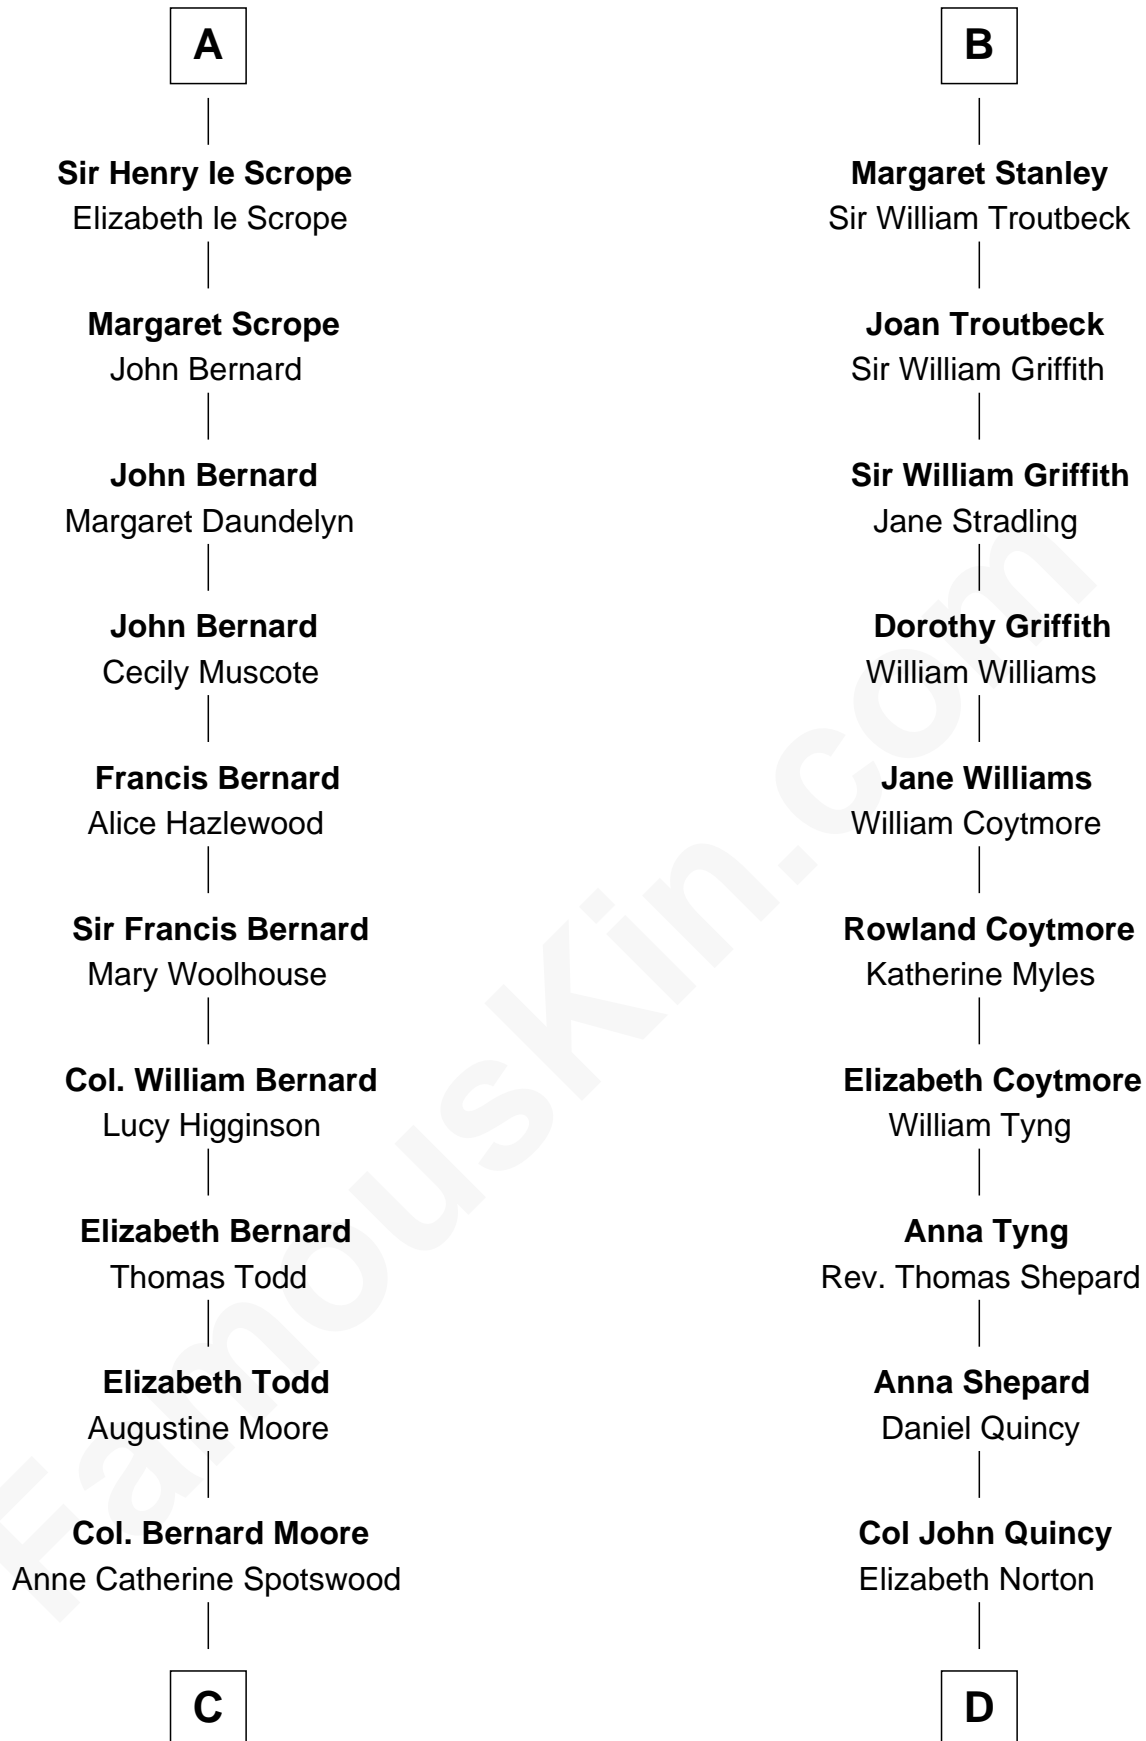 A
Sir Henry le Scrope
Elizabeth le Scrope
Margaret Scrope
John Bernard
John Bernard
Margaret Daundelyn
John Bernard
Cecily Muscote
Francis Bernard
Alice Hazlewood
Sir Francis Bernard
Mary Woolhouse
Col. William Bernard
Lucy Higginson
Elizabeth Bernard
Thomas Todd
Elizabeth Todd
Augustine Moore
Col. Bernard Moore
Anne Catherine Spotswood
C
B
Margaret Stanley
Sir William Troutbeck
Joan Troutbeck
Sir William Griffith
Sir William Griffith
Jane Stradling
Dorothy Griffith
William Williams
Jane Williams
William Coytmore
Rowland Coytmore
Katherine Myles
Elizabeth Coytmore
William Tyng
Anna Tyng
Rev. Thomas Shepard
Anna Shepard
Daniel Quincy
Col John Quincy
Elizabeth Norton
D
FamousKin.com